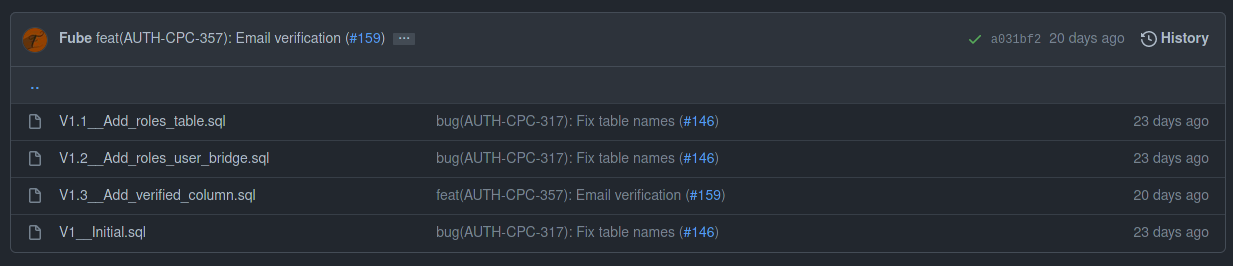 Fube feat(AUTH-CPC-357): Email verification (#159) ... a031bf2 20 days ago History
..
V1.1__Add_roles_table.sql bug(AUTH-CPC-317): Fix table names (#146) 23 days ago
V1.2__Add_roles_user_bridge.sql bug(AUTH-CPC-317): Fix table names (#146) 23 days ago
V1.3__Add_verified_column.sql feat(AUTH-CPC-357): Email verification (#159) 20 days ago
V1__Initial.sql bug(AUTH-CPC-317): Fix table names (#146) 23 days ago